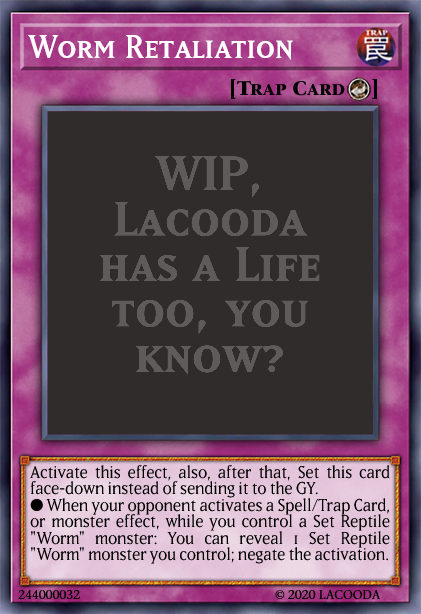 Worm Retaliation
TRAP
罠
[Trap Card]
WIP,
Lacooda
has a Life
too, you
know?
Activate this effect, also, after that, Set this card
face-down instead of sending it to the GY.
● When your opponent activates a Spell/Trap Card,
or monster effect, while you control a Set Reptile
"Worm" monster: You can reveal 1 Set Reptile
"Worm" monster you control; negate the activation.
244000032 © 2020 LACOODA